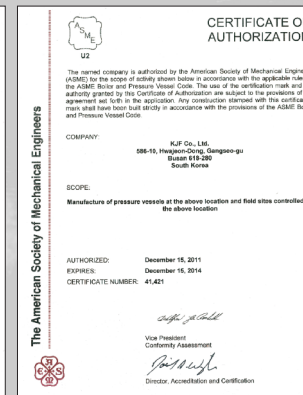 CERTIFICATE O
AUTHORIZATION
A
S
M
E
U2
The named company is authorized by the American Society of Mechanical Engine
(ASME) for the scope of activity shown below in accordance with the applicable rule
the ASME Boiler and Pressure Vessel Code. The use of the certification mark and
authority granted by this Certificate of Authorization are subject to the provisions of
agreement set forth in the application. Any construction stamped with this certifica
mark shall have been built strictly in accordance with the provisions of the ASME Bo
and Pressure Vessel Code.
COMPANY:
KJF Co., Ltd.
586-10, Hwajeon-Dong, Gangseo-gu
Busan 618-280
South Korea
SCOPE:
Manufacture of pressure vessels at the above location and field sites controlled
the above location
AUTHORIZED: December 15, 2011
EXPIRES: December 15, 2014
CERTIFICATE NUMBER: 41,421
Vice President
Conformity Assessment
Director, Accreditation and Certification
The American Society of Mechanical Engineers